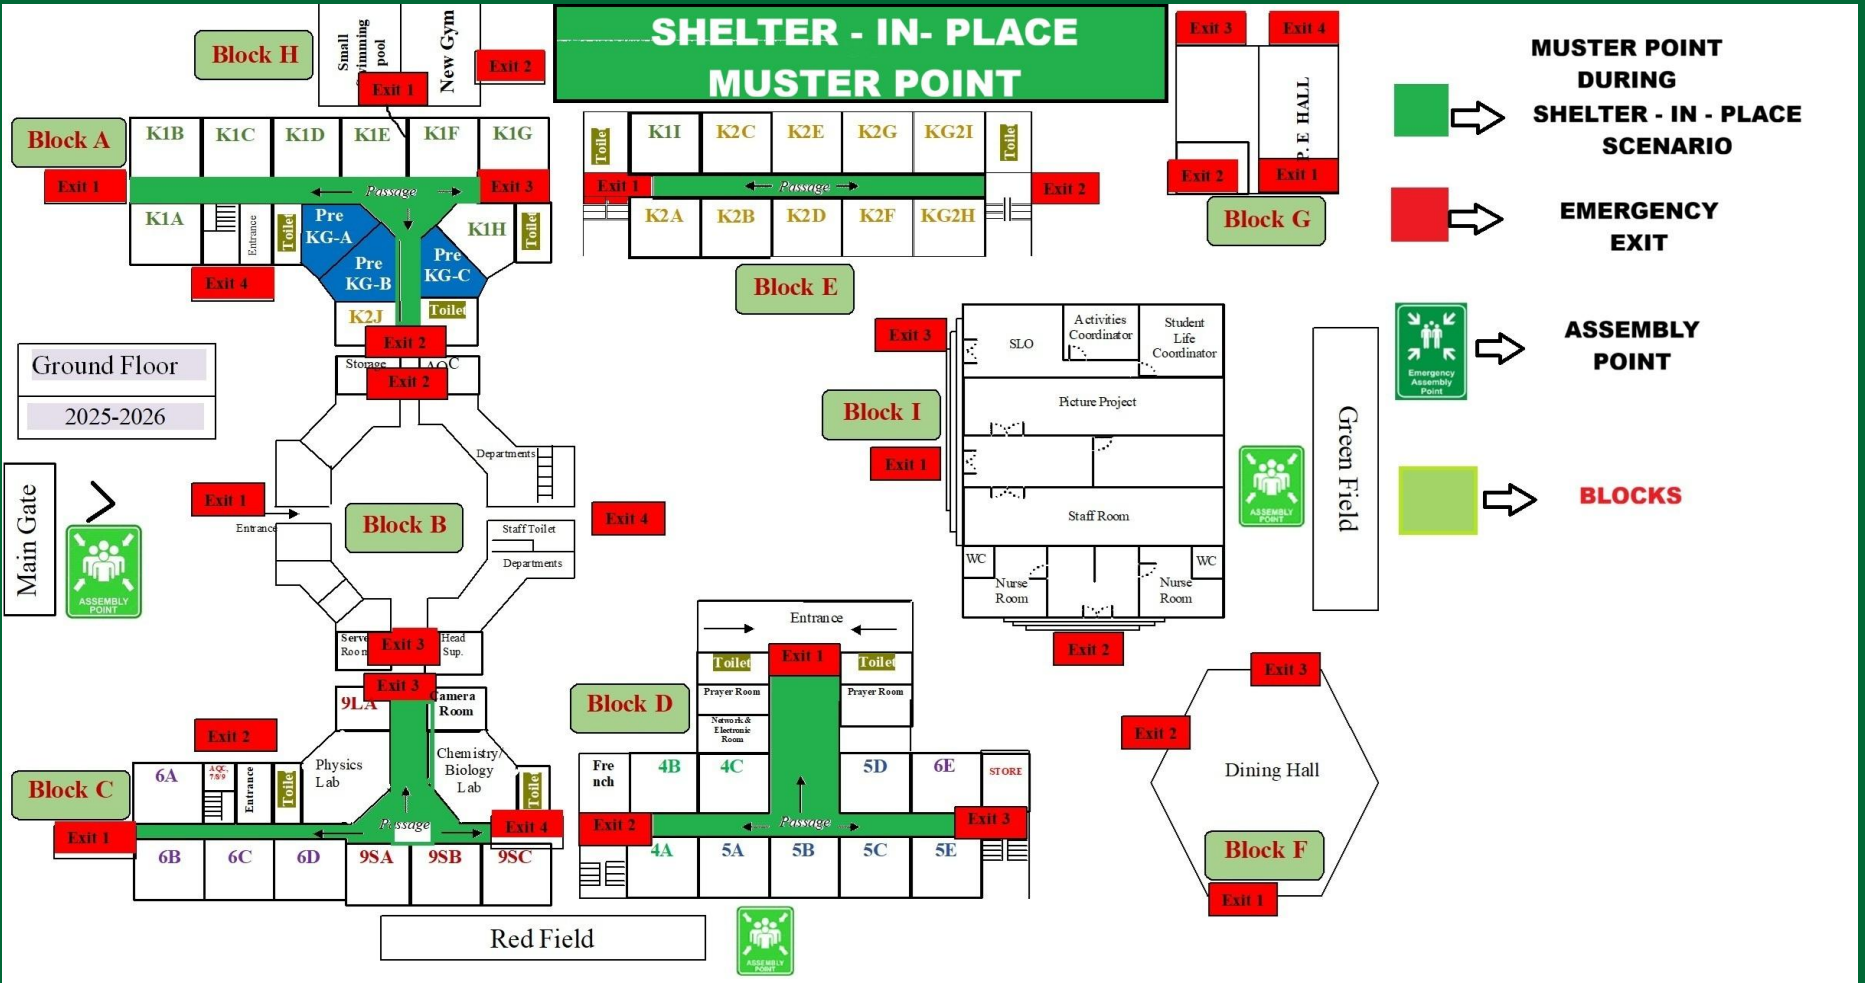 SHELTER - IN- PLACE
MUSTER POINT
Block H
Small
pool
New Gym
Exit 1
Exit 2
Block A
K1B
K1C
K1D
K1E
K1F
K1G
Exit 1
Passage
Exit 3
K1A
Entrance
Toilet
Pre
KG-A
Pre
KG-B
Pre
KG-C
K1H
Toilet
Exit 4
K2J
Toilet
Exit 2
Toilet
K1I
K2C
K2E
K2G
KG2I
Toilet
Exit 1
Passage
Exit 2
K2A
K2B
K2D
K2F
KG2H
Block E
Exit 3
Exit 4
P. E HALL
Exit 2
Exit 1
Block G
MUSTER POINT
DURING
SHELTER - IN - PLACE
SCENARIO
EMERGENCY
EXIT
Emergency
Assembly
Point
ASSEMBLY
POINT
BLOCKS
Ground Floor
2025-2026
Main Gate
ASSEMBLY
POINT
Storage
Exit 2
Departments
Exit 1
Entrance
Block B
Exit 4
Staff Toilet
Departments
Exit 3
Head
Sup.
Exit 3
SLO
Activities
Coordinator
Student
Life
Coordinator
Block I
Picture Project
Exit 1
Staff Room
WC
WC
Nurse
Room
Nurse
Room
Exit 2
ASSEMBLY
POINT
Green Field
Exit 3
9LA
Camera
Room
Exit 2
Block C
6A
Entrance
Toilet
Physics
Lab
Chemistry/
Biology
Lab
Toilet
Exit 1
Passage
Exit 4
6B
6C
6D
9SA
9SB
9SC
Entrance
Toilet
Exit 1
Toilet
Prayer Room
Prayer Room
Network &
Electronic
Room
Block D
Fre
nch
4B
4C
5D
6E
STORE
Exit 2
Passage
Exit 3
4A
5A
5B
5C
5E
Red Field
ASSEMBLY
POINT
Exit 3
Exit 2
Dining Hall
Block F
Exit 1